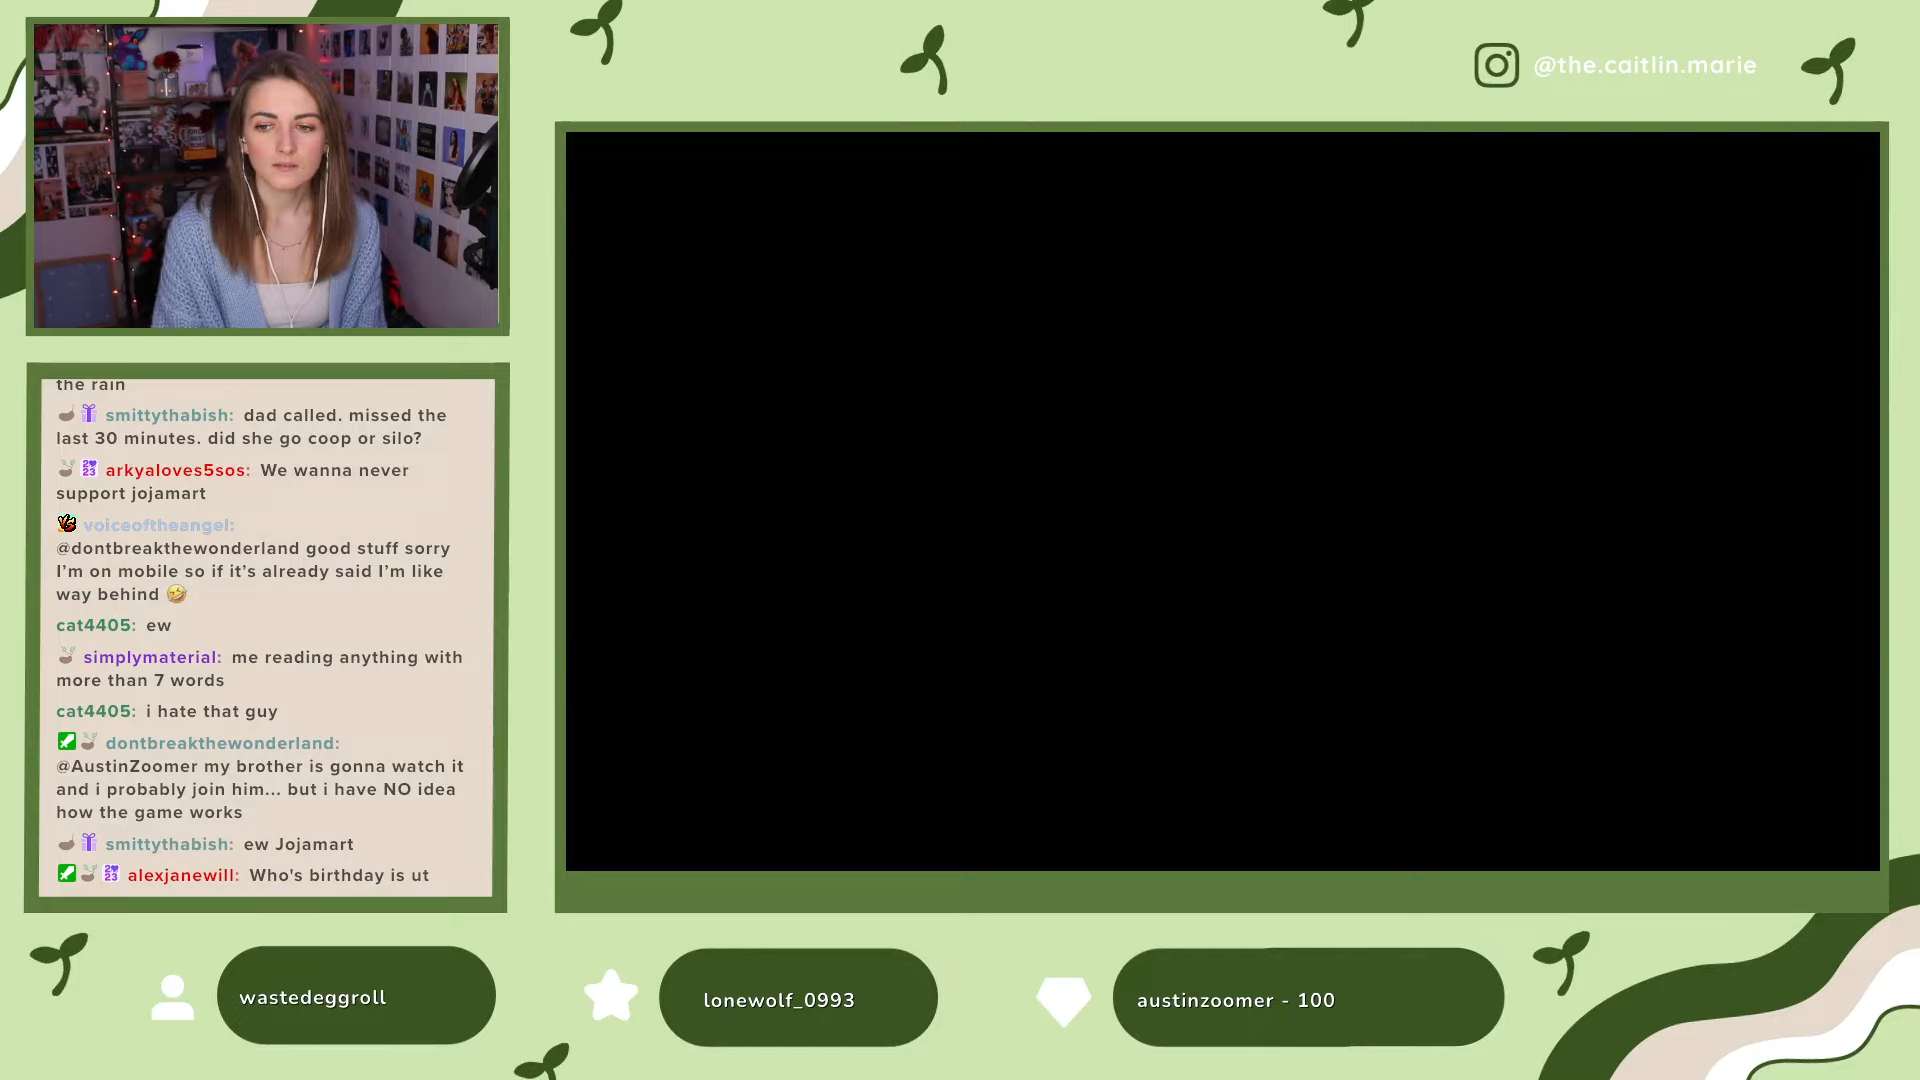 @the.caitlin.marie
the rain
smittythabish: dad called. missed the
last 30 minutes. did she go coop or silo?
arkyaloves5sos: We wanna never
support jojamart
voiceoftheangel:
@dontbreakthewonderland good stuff sorry
I'm on mobile so if it's already said I'm like
way behind 🤣
cat4405: ew
simplymaterial: me reading anything with
more than 7 words
cat4405: i hate that guy
dontbreakthewonderland:
@AustinZoomer my brother is gonna watch it
and i probably join him... but i have NO idea
how the game works
smittythabish: ew Jojamart
alexjanewill: Who's birthday is ut
wastedeggroll
lonewolf_0993
austinzoomer - 100